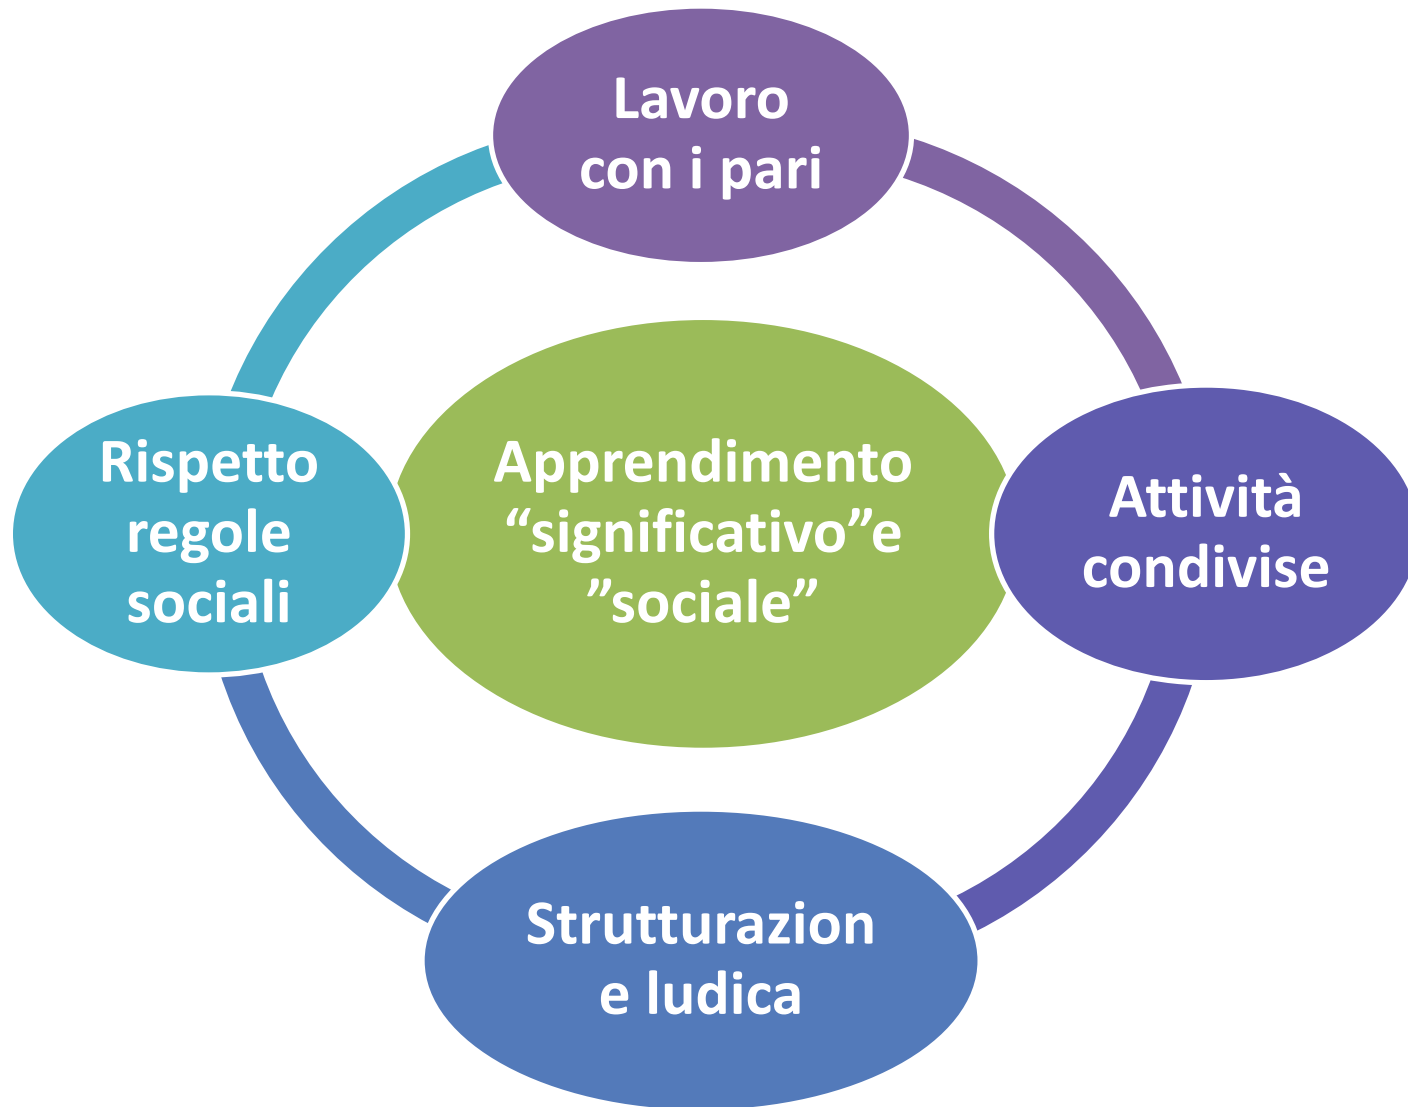 Lavoro
con i pari
Rispetto
regole
sociali
Apprendimento
“significativo”e
”sociale”
Attività
condivise
Strutturazion
e ludica